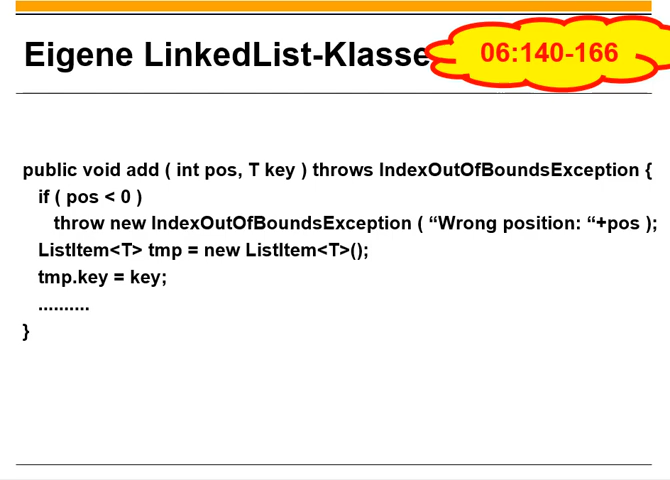 Eigene LinkedList-Klasse
06:140-166
public void add ( int pos, T key ) throws IndexOutOfBoundsException {
if ( pos < 0 )
throw new IndexOutOfBoundsException ( “Wrong position: “+pos );
ListItem<T> tmp = new ListItem<T>();
tmp.key = key;
..........
}